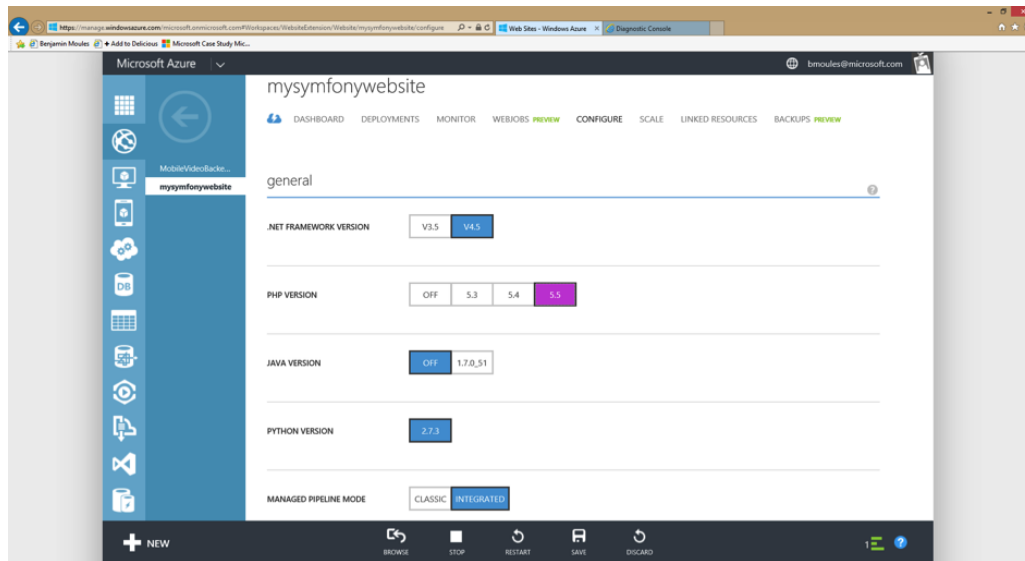 https://manage.windowsazure.com/microsoft.onmicrosoft.com#Workspaces/WebsiteExtension/Website/mysymfonywebsite/configure
Web Sites - Windows Azure
Diagnostic Console
Benjamin Moules
+ Add to Delicious
Microsoft Case Study Mic...
Microsoft Azure
bmoules@microsoft.com
mysymfonywebsite
DASHBOARD DEPLOYMENTS MONITOR WEBJOBS PREVIEW CONFIGURE SCALE LINKED RESOURCES BACKUPS PREVIEW
MobileVideoBacke...
mysymfonywebsite
general
?
.NET FRAMEWORK VERSION V3.5 V4.5
PHP VERSION OFF 5.3 5.4 5.5
DB
JAVA VERSION OFF 1.7.0_51
PYTHON VERSION 2.7.3
MANAGED PIPELINE MODE CLASSIC INTEGRATED
NEW
BROWSE STOP RESTART SAVE DISCARD
1
?